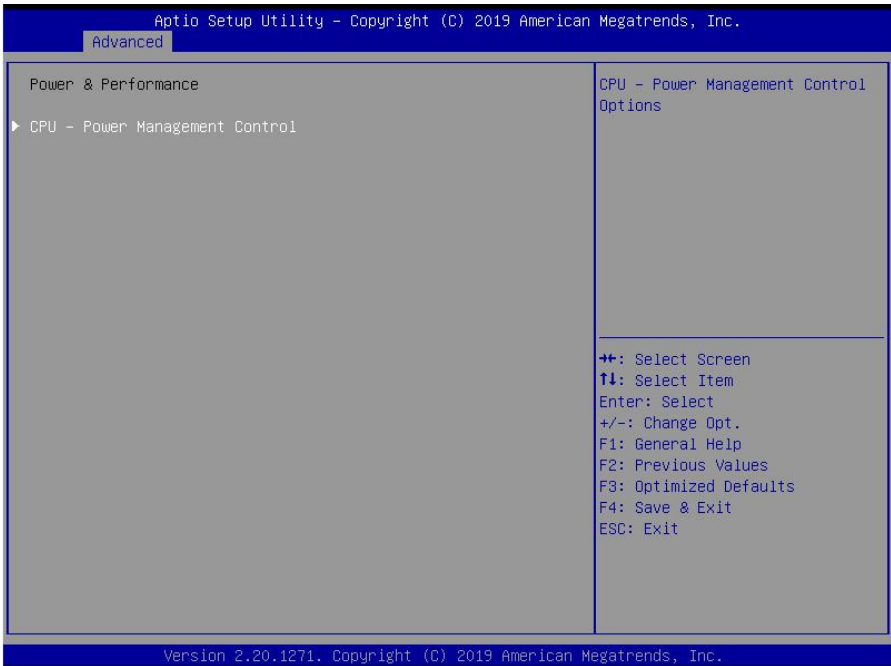 Aptio Setup Utility – Copyright (C) 2019 American Megatrends, Inc.
Advanced
Power & Performance
▶ CPU – Power Management Control
CPU – Power Management Control
Options
→←: Select Screen
↑↓: Select Item
Enter: Select
+/-: Change Opt.
F1: General Help
F2: Previous Values
F3: Optimized Defaults
F4: Save & Exit
ESC: Exit
Version 2.20.1271. Copyright (C) 2019 American Megatrends, Inc.